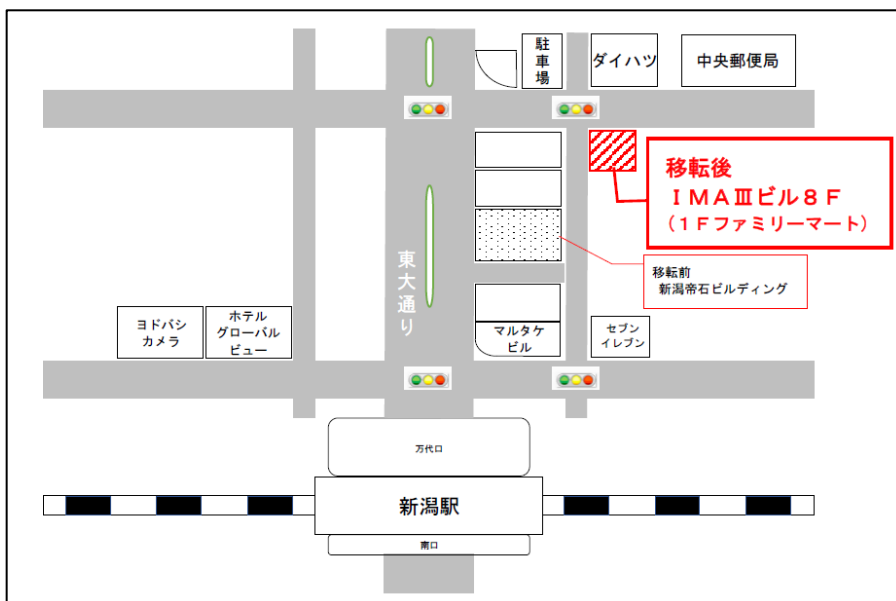 駐車場
ダイハツ
中央郵便局
移転後
ＩＭＡⅢビル８Ｆ
（１Ｆファミリーマート）
移転前
新潟帝石ビルディング
東大通り
ヨドバシ
カメラ
ホテル
グローバル
ビュー
マルタケ
ビル
セブン
イレブン
万代口
新潟駅
南口